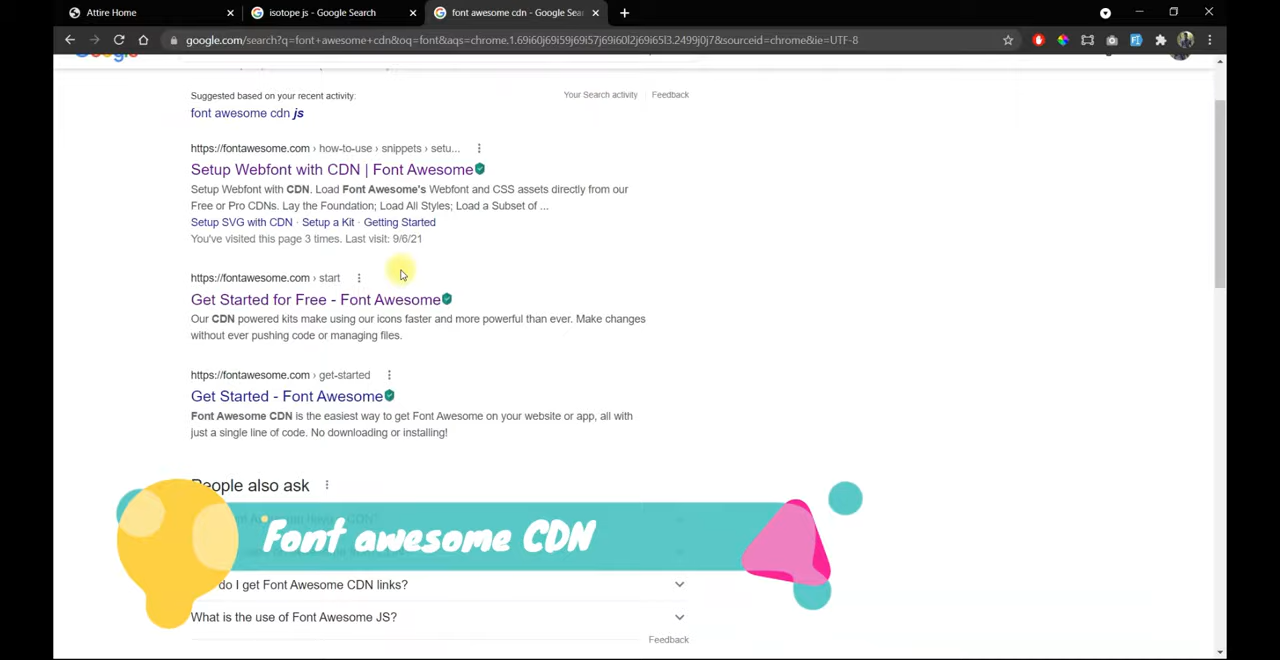 Attire Home
isotope js - Google Search
font awesome cdn - Google Sea
google.com/search?q=font+awesome+cdn&oq=font&aqs=chrome.1.69i60j69i59j69i57j69i60l2j69i65l3.2499j0j7&sourceid=chrome&ie=UTF-8
Suggested based on your recent activity:
Your Search activity
Feedback
font awesome cdn js
https://fontawesome.com › how-to-use › snippets › setu...
Setup Webfont with CDN | Font Awesome
Setup Webfont with CDN. Load Font Awesome's Webfont and CSS assets directly from our
Free or Pro CDNs. Lay the Foundation; Load All Styles; Load a Subset of ...
Setup SVG with CDN · Setup a Kit · Getting Started
You've visited this page 3 times. Last visit: 9/6/21
https://fontawesome.com › start
Get Started for Free - Font Awesome
Our CDN powered kits make using our icons faster and more powerful than ever. Make changes
without ever pushing code or managing files.
https://fontawesome.com › get-started
Get Started - Font Awesome
Font Awesome CDN is the easiest way to get Font Awesome on your website or app, all with
just a single line of code. No downloading or installing!
People also ask
Font awesome CDN
do I get Font Awesome CDN links?
What is the use of Font Awesome JS?
Feedback